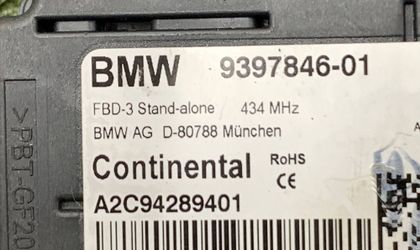 BMW 9397846-01
FBD-3 Stand-alone 434 MHz
BMW AG D-80788 München
Continental RoHS
CE
A2C94289401
>PBT-GF20